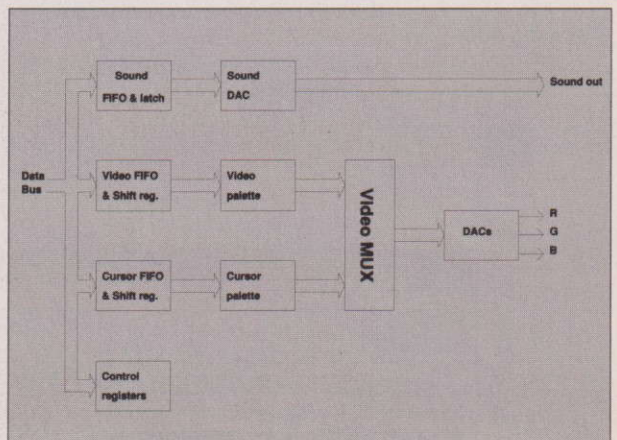 Sound
FIFO & latch
Sound
DAC
Sound out
Data
Bus
Video FIFO
& Shift reg.
Video
palette
Video MUX
DACs
R
G
B
Cursor FIFO
& Shift reg.
Cursor
palette
Control
registers